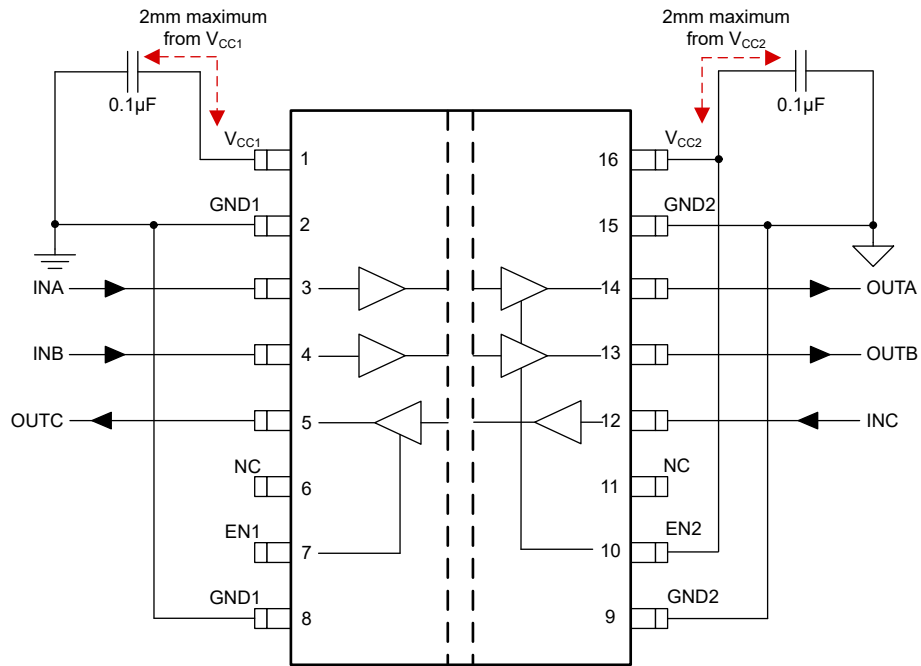 2mm maximum
from VCC1
2mm maximum
from VCC2
0.1µF
0.1µF
VCC1
1
16
VCC2
GND1
2
15
GND2
INA
3
14
OUTA
INB
4
13
OUTB
OUTC
5
12
INC
NC
6
11
NC
EN1
7
10
EN2
GND1
8
9
GND2